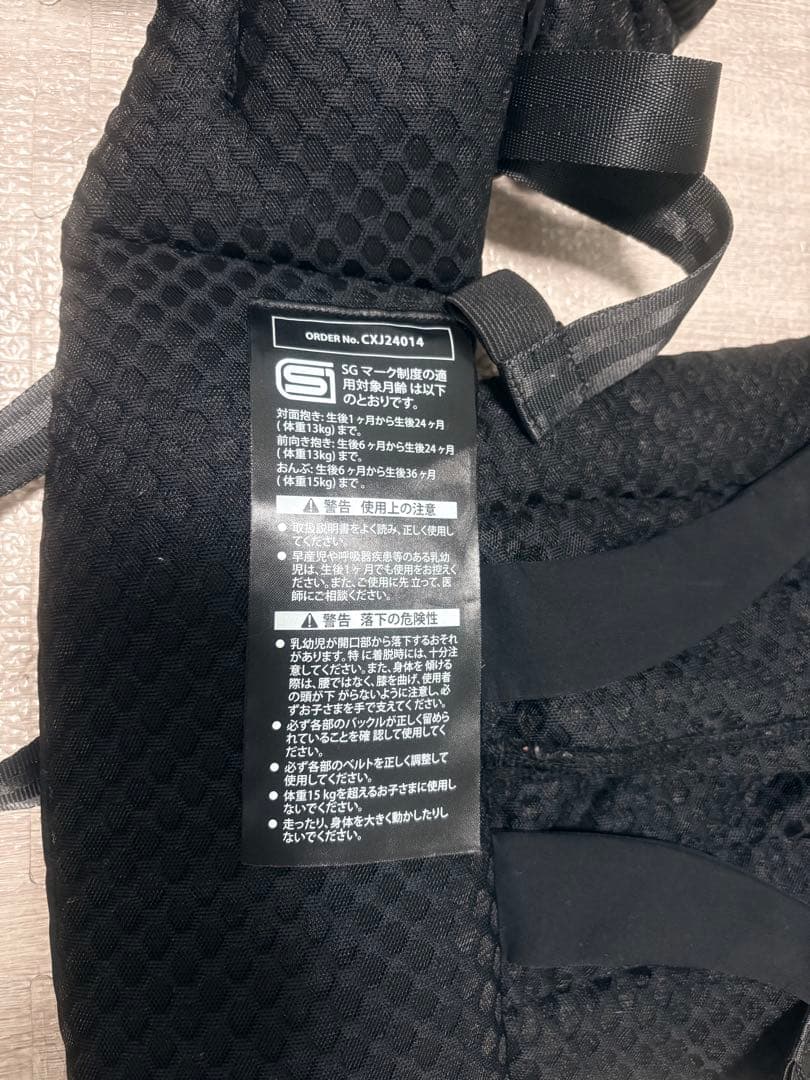 ORDER No. CXJ24014
SG マーク制度の適
用対象月齢 は以下
のとおりです。
対面抱き: 生後1ヶ月から生後24ヶ月
( 体重13kg) まで。
前向き抱き: 生後6ヶ月から生後24ヶ月
( 体重13kg) まで。
おんぶ: 生後6ヶ月から生後36ヶ月
( 体重15kg) まで 。
警告 使用上の注意
● 取扱説明書をよく読み、正しく使用し
てください。
● 早産児や呼吸器疾患等のある乳幼
児は、生後1ヶ月でも使用をお控えく
ださい。また、ご使用に先 立って、医
師にご相談ください。
警告 落下の危険性
● 乳幼児が開口部から落下するおそれ
があります。特 に着脱時には、十分注
意してください。また、身体を 傾ける
際は、腰ではなく、膝を曲げ、使用者
の頭が下 がらないように注意し、必
ずお子さまを手で支えてください。
● 必ず各部のバックルが正しく留めら
れていることを確 認して使用してく
ださい。
● 必ず各部のベルトを正しく調整して
使用してください。
● 体重15 kgを超えるお子さまに使用し
ないでください。
● 走ったり、身体を大きく動かしたりし
ないでください。